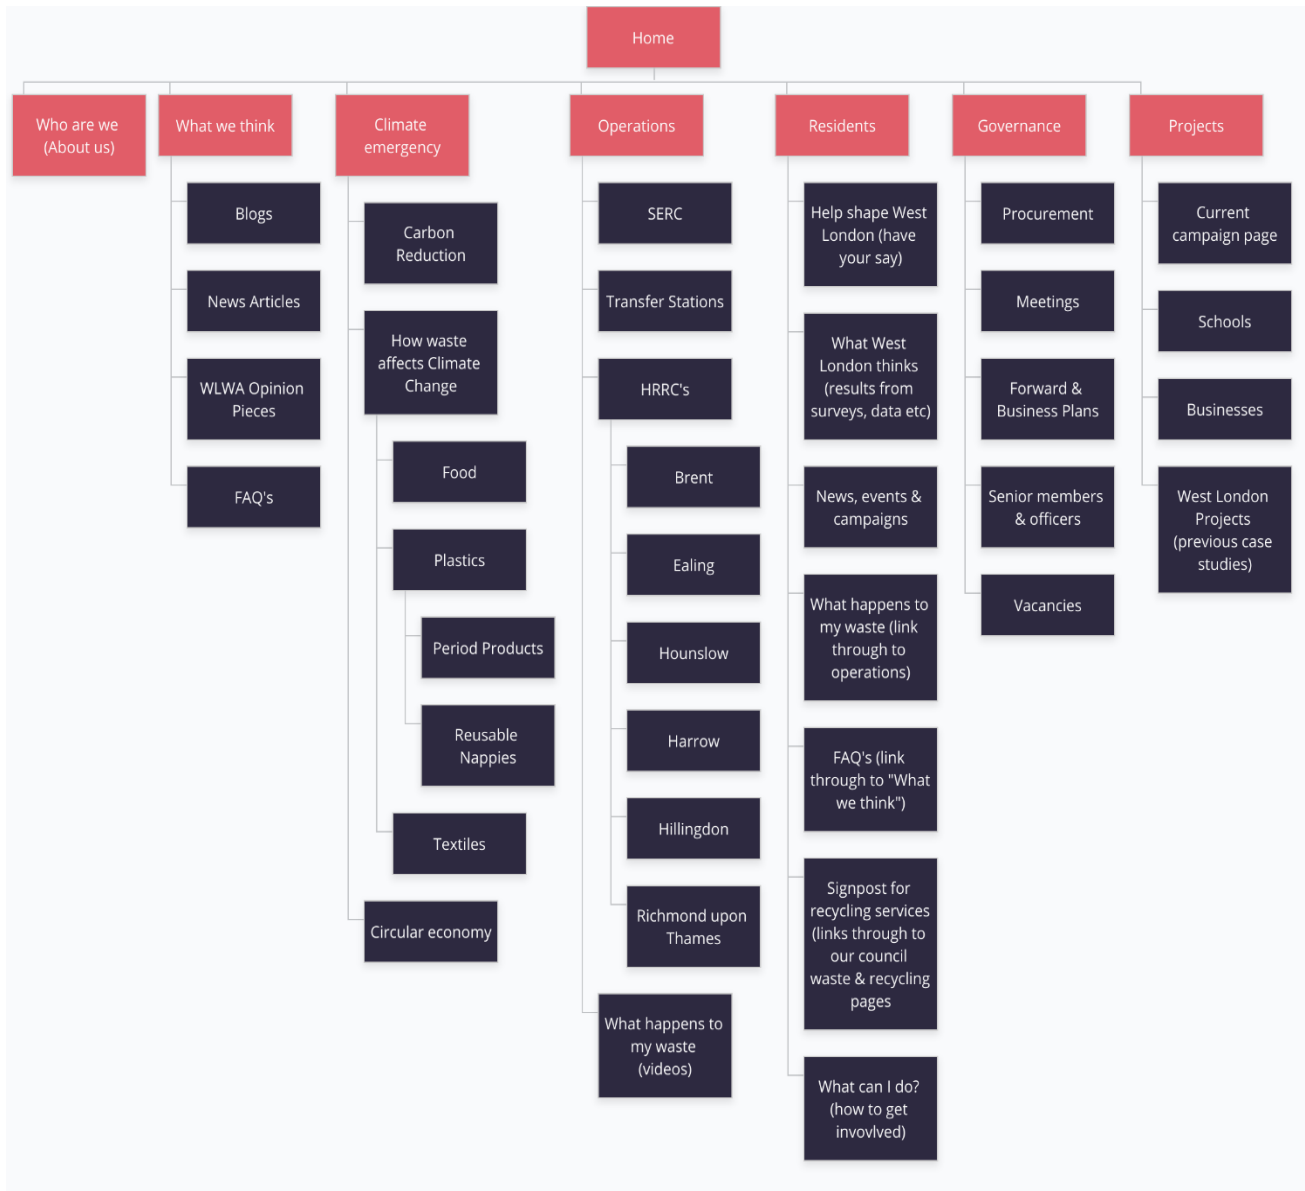 Home
Who are we
(About us)
What we think
Blogs
News Articles
WLWA Opinion
Pieces
FAQ's
Climate
emergency
Carbon
Reduction
How waste
affects Climate
Change
Food
Plastics
Period Products
Reusable
Nappies
Textiles
Circular economy
Operations
SERC
Transfer Stations
HRRC's
Brent
Ealing
Hounslow
Harrow
Hillingdon
Richmond upon
Thames
What happens to
my waste
(videos)
Residents
Help shape West
London (have
your say)
What West
London thinks
(results from
surveys, data etc)
News, events &
campaigns
What happens to
my waste (link
through to
operations)
FAQ's (link
through to "What
we think")
Signpost for
recycling services
(links through to
our council
waste & recycling
pages
What can I do?
(how to get
invovlved)
Governance
Procurement
Meetings
Forward &
Business Plans
Senior members
& officers
Vacancies
Projects
Current
campaign page
Schools
Businesses
West London
Projects
(previous case
studies)